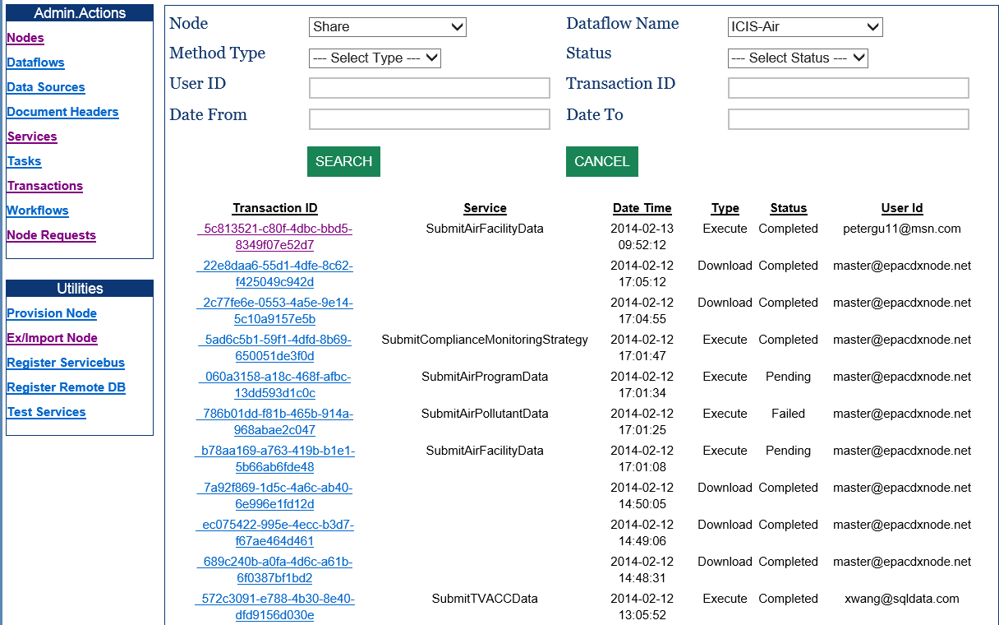 Admin.Actions
Nodes
Dataflows
Data Sources
Document Headers
Services
Tasks
Transactions
Workflows
Node Requests
Utilities
Provision Node
Ex/Import Node
Register Servicebus
Register Remote DB
Test Services
Node Share Dataflow Name ICIS-Air
Method Type --- Select Type --- Status --- Select Status ---
User ID Transaction ID
Date From Date To
SEARCH CANCEL
Transaction ID Service Date Time Type Status User Id
5c813521-c80f-4dbc-bbd5- SubmitAirFacilityData 2014-02-13 Execute Completed petergu11@msn.com
8349f07e52d7 09:52:12
22e8daa6-55d1-4dfe-8c62- 2014-02-12 Download Completed master@epacdxnode.net
f425049c942d 17:05:12
2c77fe6e-0553-4a5e-9e14- 2014-02-12 Download Completed master@epacdxnode.net
5c10a9157e5b 17:04:55
5ad6c5b1-59f1-4dfd-8b69- SubmitComplianceMonitoringStrategy 2014-02-12 Execute Completed master@epacdxnode.net
650051de3f0d 17:01:47
060a3158-a18c-468f-afbc- SubmitAirProgramData 2014-02-12 Execute Pending master@epacdxnode.net
13dd593d1c0c 17:01:34
786b01dd-f81b-465b-914a- SubmitAirPollutantData 2014-02-12 Execute Failed master@epacdxnode.net
968abae2c047 17:01:25
b78aa169-a763-419b-b1e1- SubmitAirFacilityData 2014-02-12 Execute Pending master@epacdxnode.net
5b66ab6fde48 17:01:08
7a92f869-1d5c-4a6c-ab40- 2014-02-12 Download Completed master@epacdxnode.net
6e996e1fd12d 14:50:05
ec075422-995e-4ecc-b3d7- 2014-02-12 Download Completed master@epacdxnode.net
f67ae464d461 14:49:06
689c240b-a0fa-4d6c-a61b- 2014-02-12 Download Completed master@epacdxnode.net
6f0387bf1bd2 14:48:31
572c3091-e788-4b30-8e40- SubmitTVACCData 2014-02-12 Execute Completed xwang@sqldata.com
dfd9156d030e 13:05:52